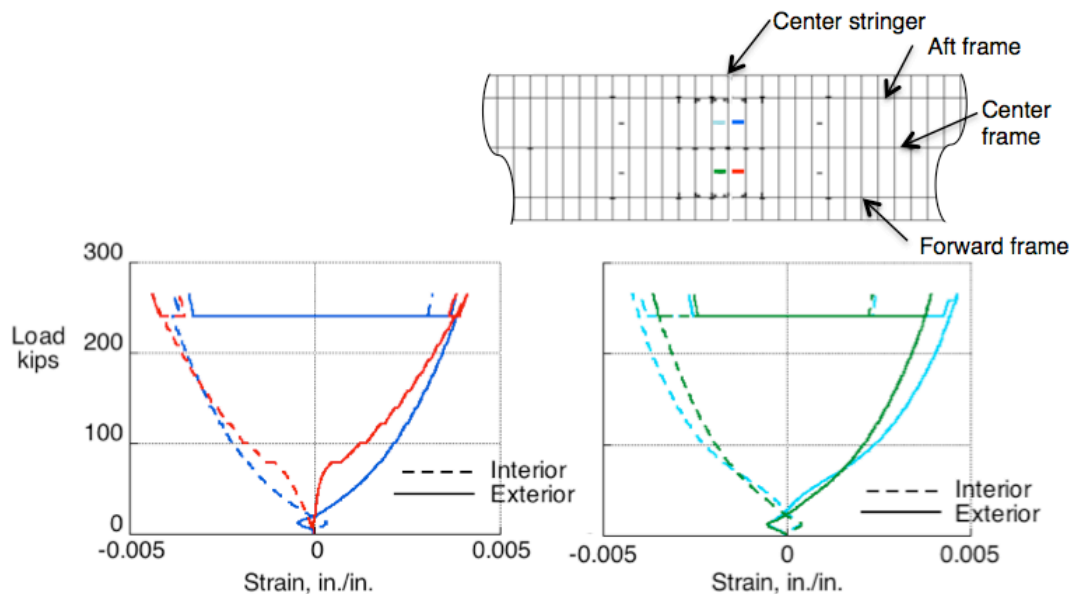 Center stringer
Aft frame
Center
frame
Forward frame
300
Load
kips
200
100
0
Interior
Exterior
-0.005
0
0.005
Strain, in./in.
Interior
Exterior
-0.005
0
0.005
Strain, in./in.